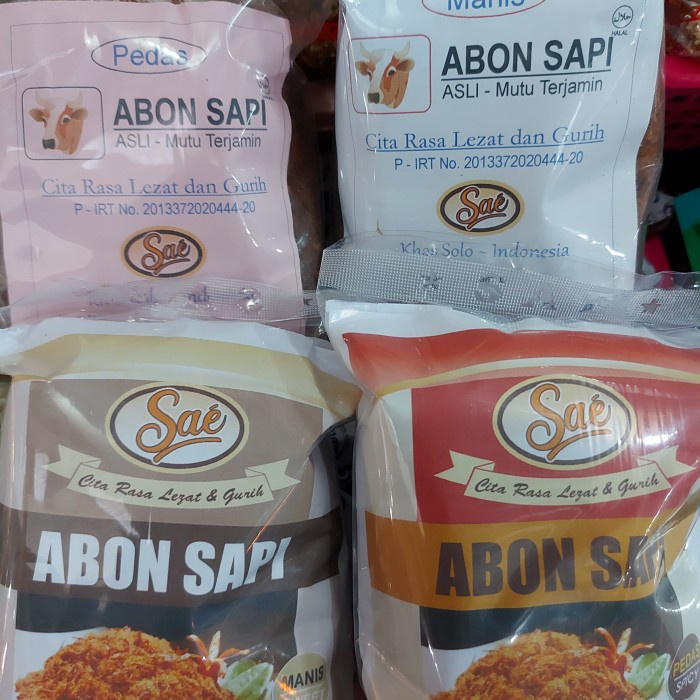 Pedas
ABON SAPI
ASLI - Mutu Terjamin
Cita Rasa Lezat dan Gurih
P - IRT No. 2013372020444-20
Saé
Manis
HALAL
ABON SAPI
ASLI - Mutu Terjamin
Cita Rasa Lezat dan Gurih
P - IRT No. 2013372020444-20
Saé
Khas Solo ~ Indonesia
Saé
Cita Rasa Lezat & Gurih
ABON SAPI
MANIS
Saé
Cita Rasa Lezat & Gurih
ABON SAPI
PEDAS